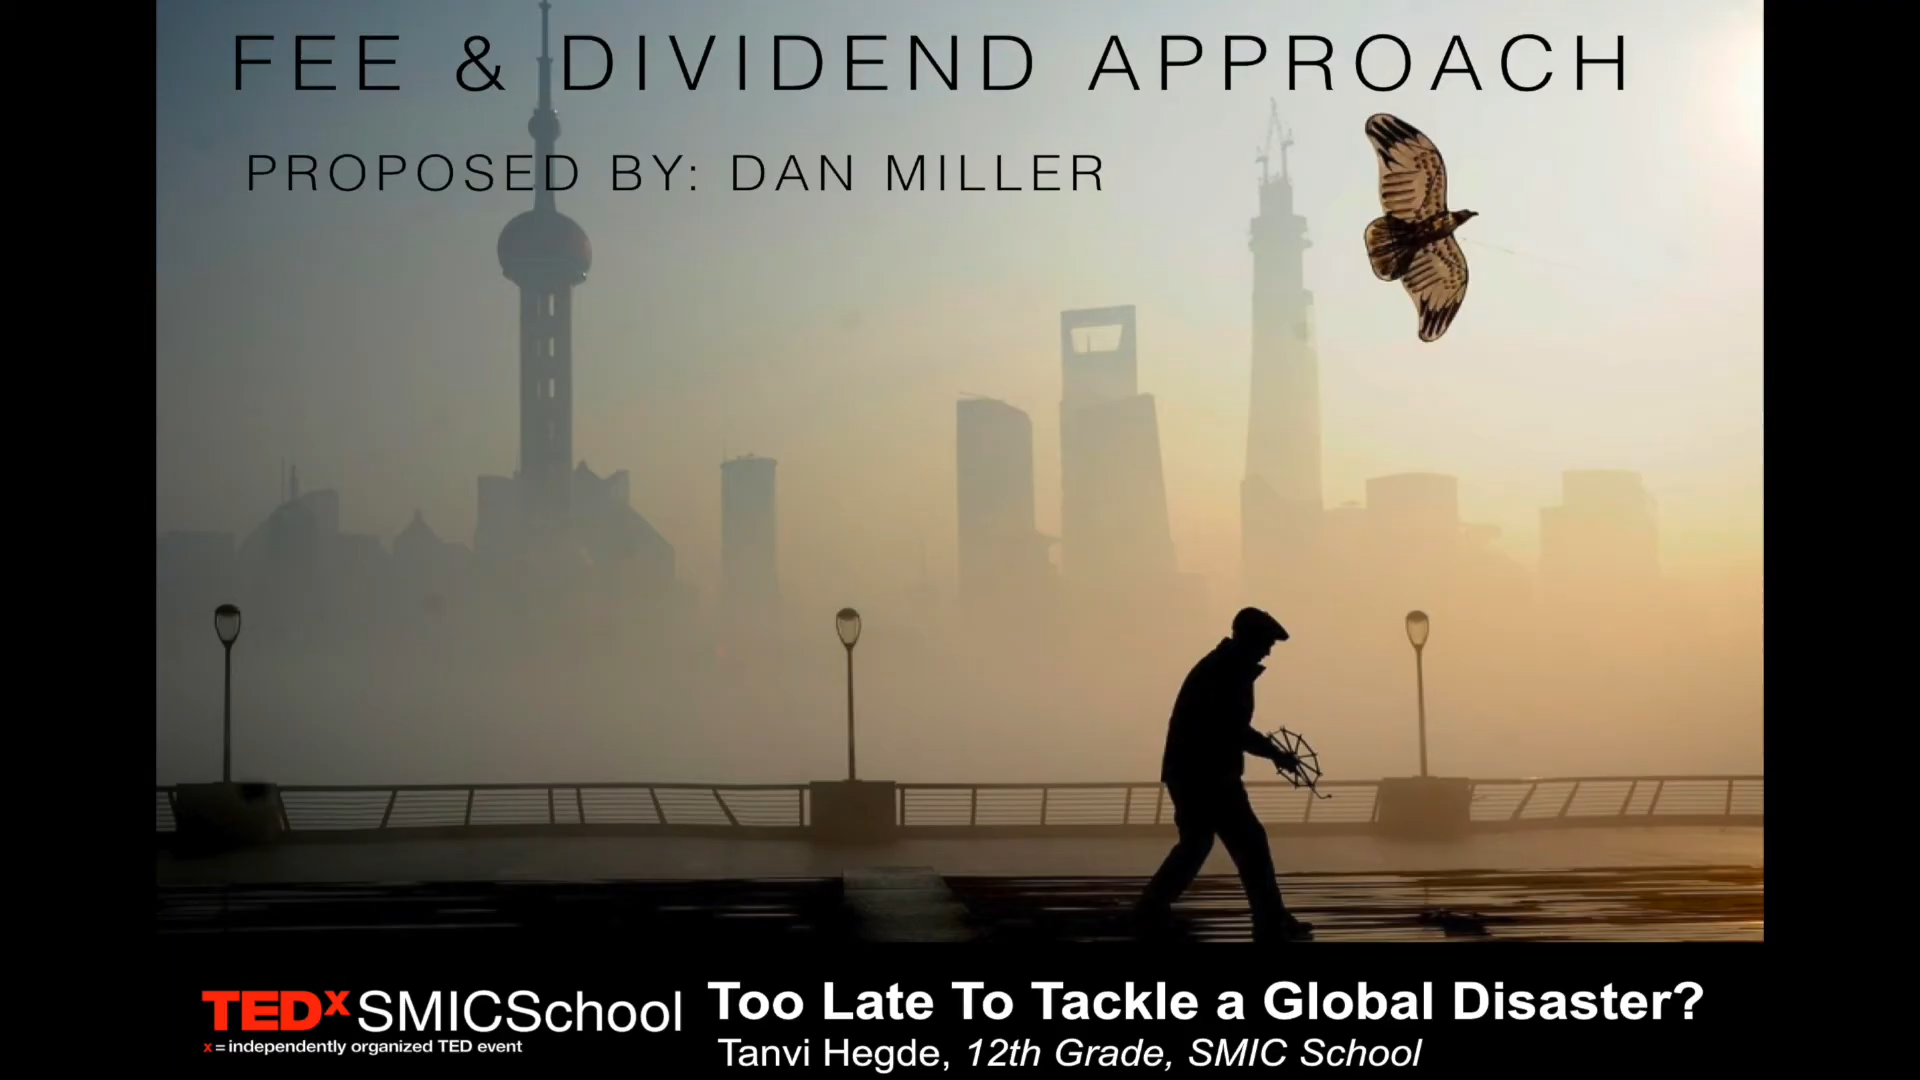 FEE & DIVIDEND APPROACH
PROPOSED BY: DAN MILLER
TEDxSMICSchool
x = independently organized TED event
Too Late To Tackle a Global Disaster?
Tanvi Hegde, 12th Grade, SMIC School